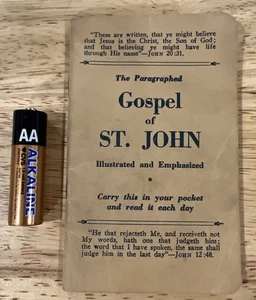 "These are written, that ye might believe
that Jesus is the Christ, the Son of God;
and that believing ye might have life
through His name"—JOHN 20:31.
The Paragraphed
Gospel
of
ST. JOHN
Illustrated and Emphasized
Carry this in your pocket
and read it each day
"He that rejecteth Me, and receiveth not
My words, hath one that judgeth him;
the word that I have spoken, the same shall
judge him in the last day"—JOHN 12:48.
AA
ALKALINE